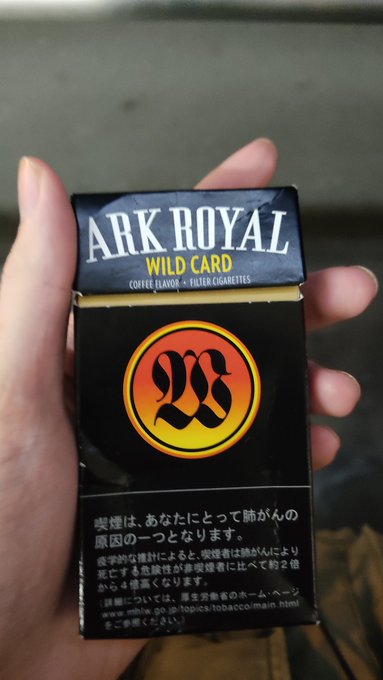 ARK ROYAL
WILD CARD
COFFEE FLAVOR • FILTER CIGARETTES
W
喫煙は、あなたにとって肺がんの
原因の一つとなります。
疫学的な推計によると、喫煙者は肺がんにより
死亡する危険性が非喫煙者に比べて約2倍
から4倍高くなります。
(詳細については、厚生労働省のホーム・ページ
www.mhlw.go.jp/topics/tobacco/main.html
をご参照ください。)